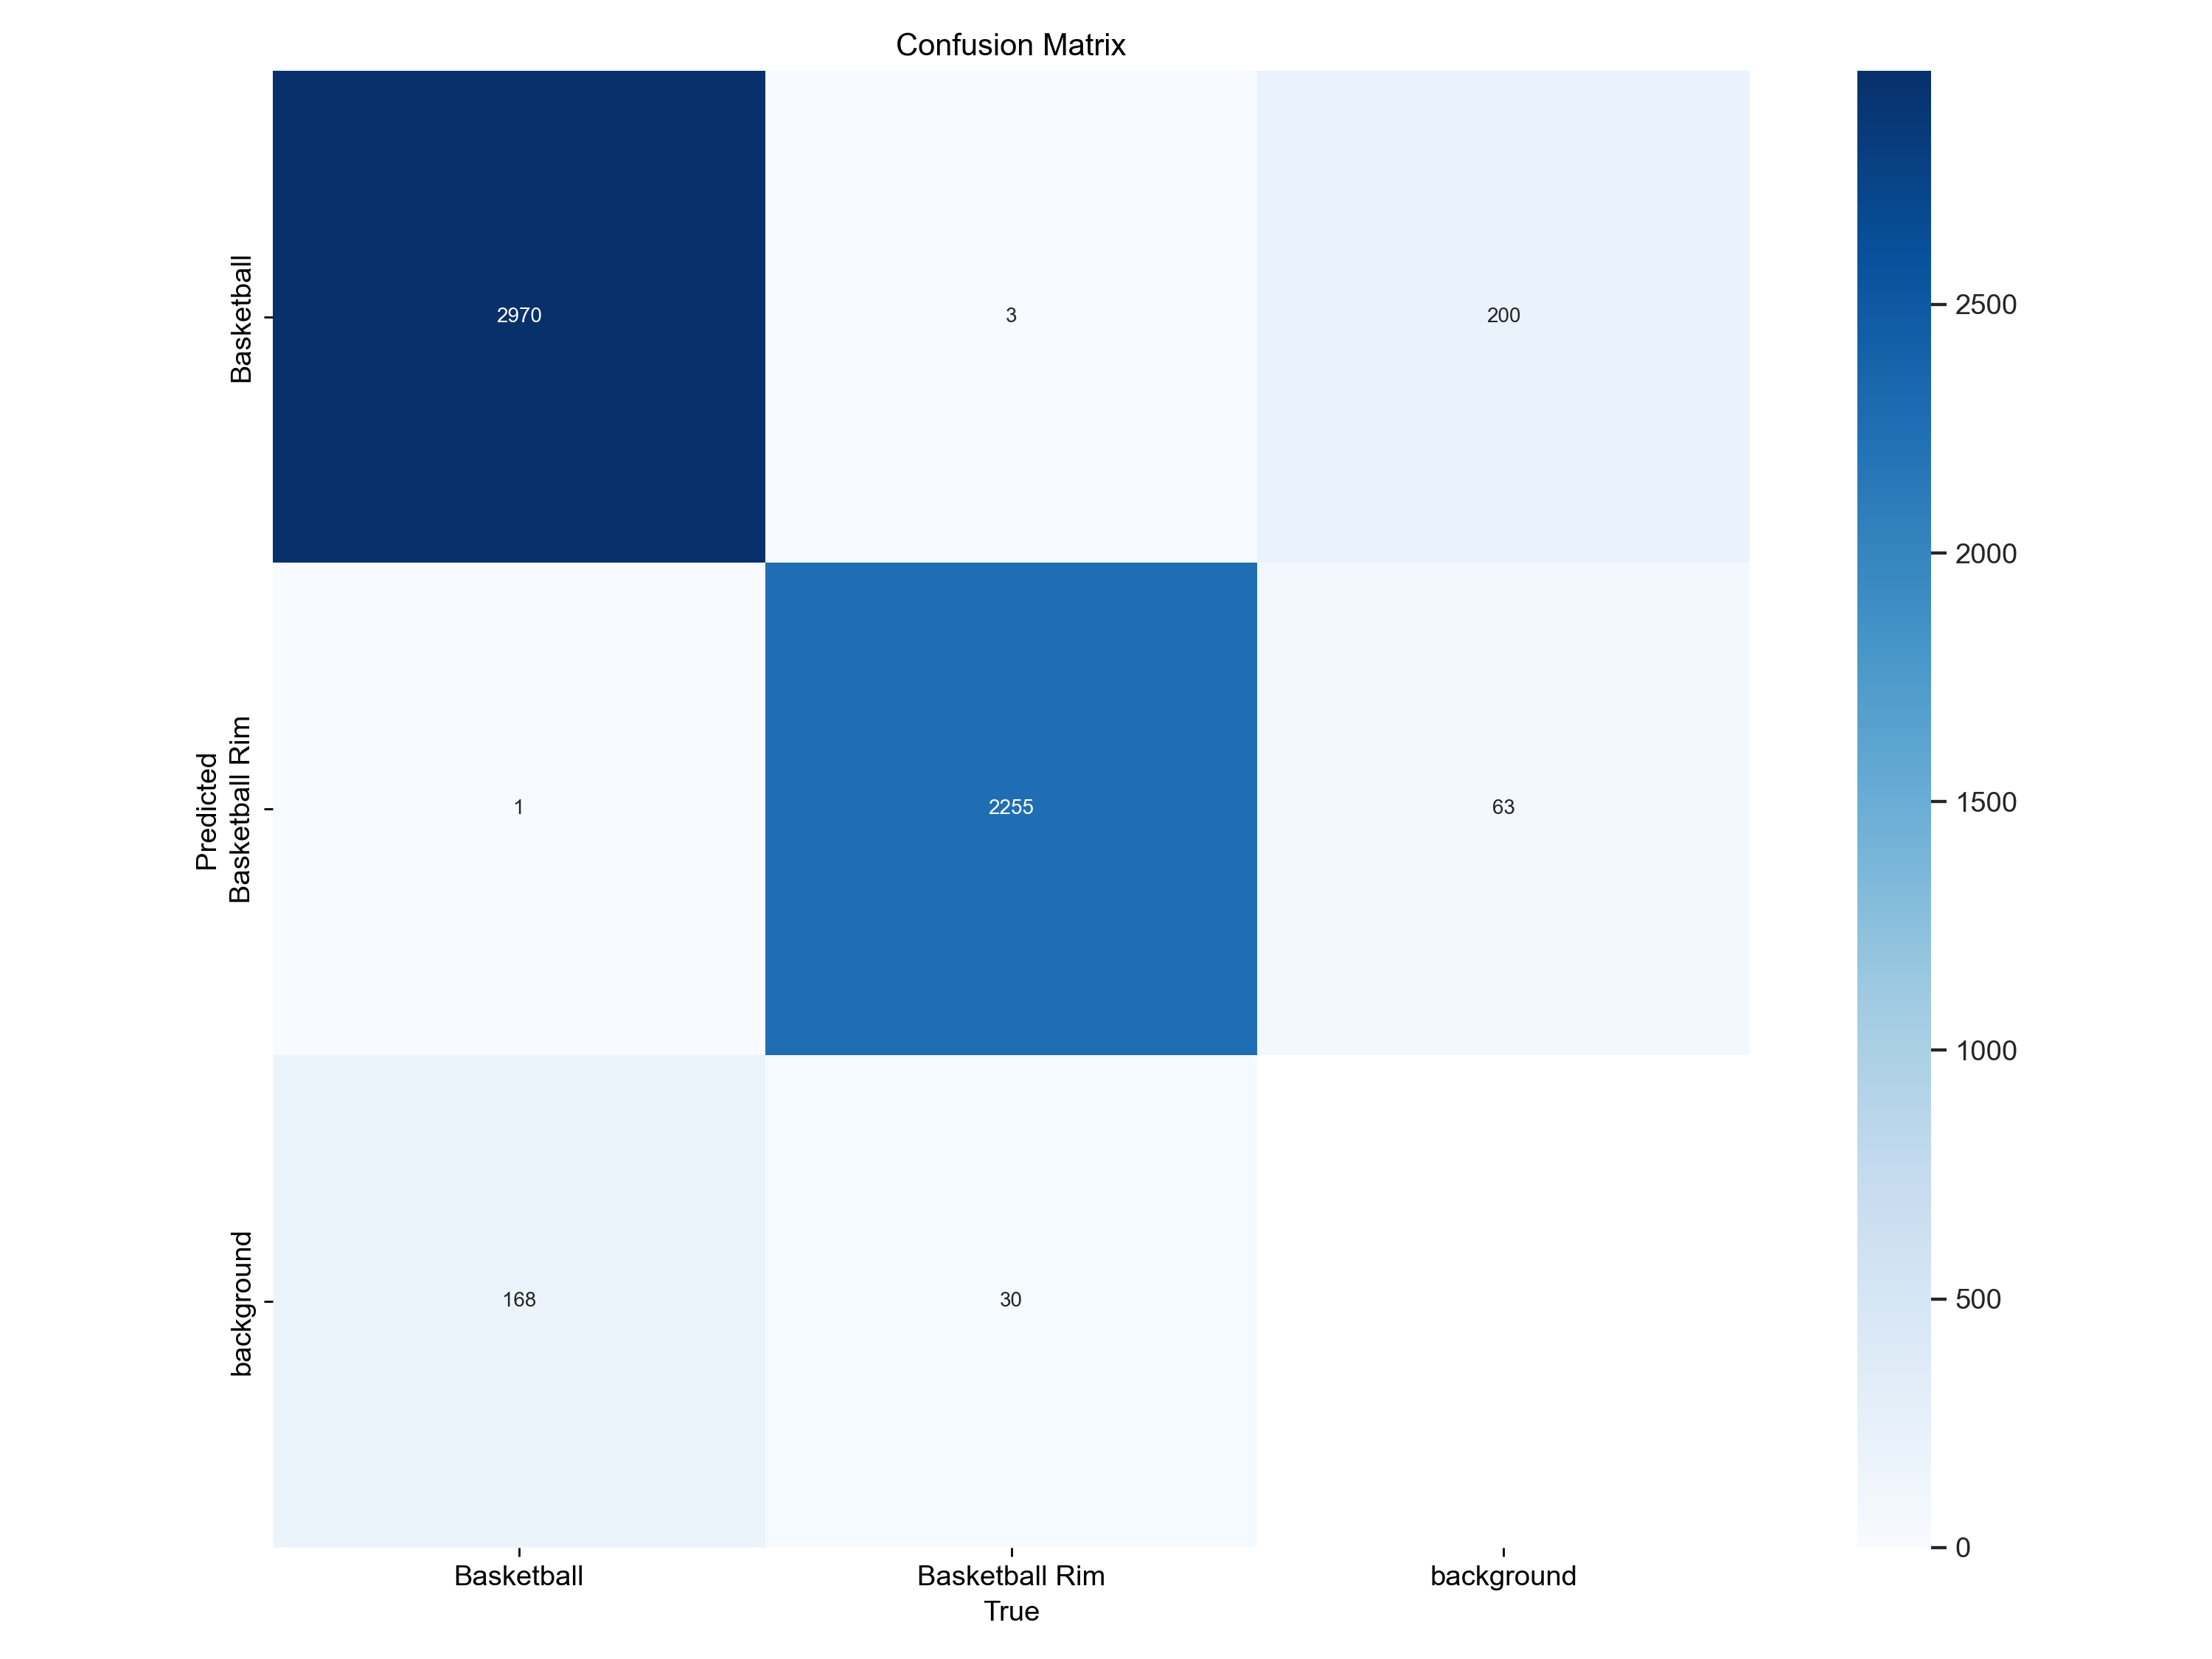 Confusion Matrix
Basketball
2970
3
200
Predicted
Basketball Rim
1
2255
63
background
168
30
Basketball
Basketball Rim
background
True
2500
2000
1500
1000
500
0